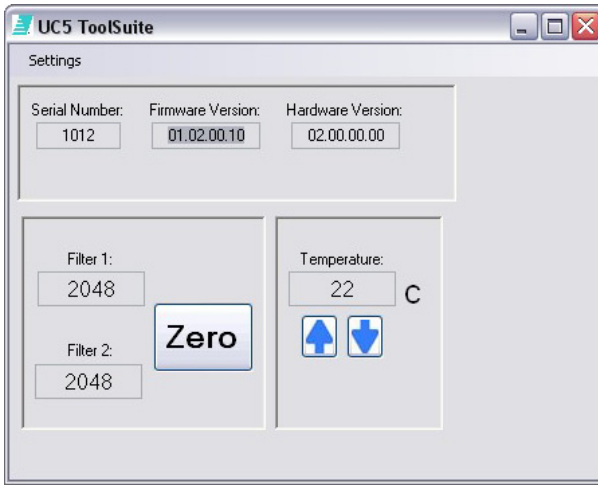 UC5 ToolSuite
Settings
Serial Number: Firmware Version: Hardware Version:
1012 01.02.00.10 02.00.00.00
Filter 1:
2048
Zero
Filter 2:
2048
Temperature:
22 C